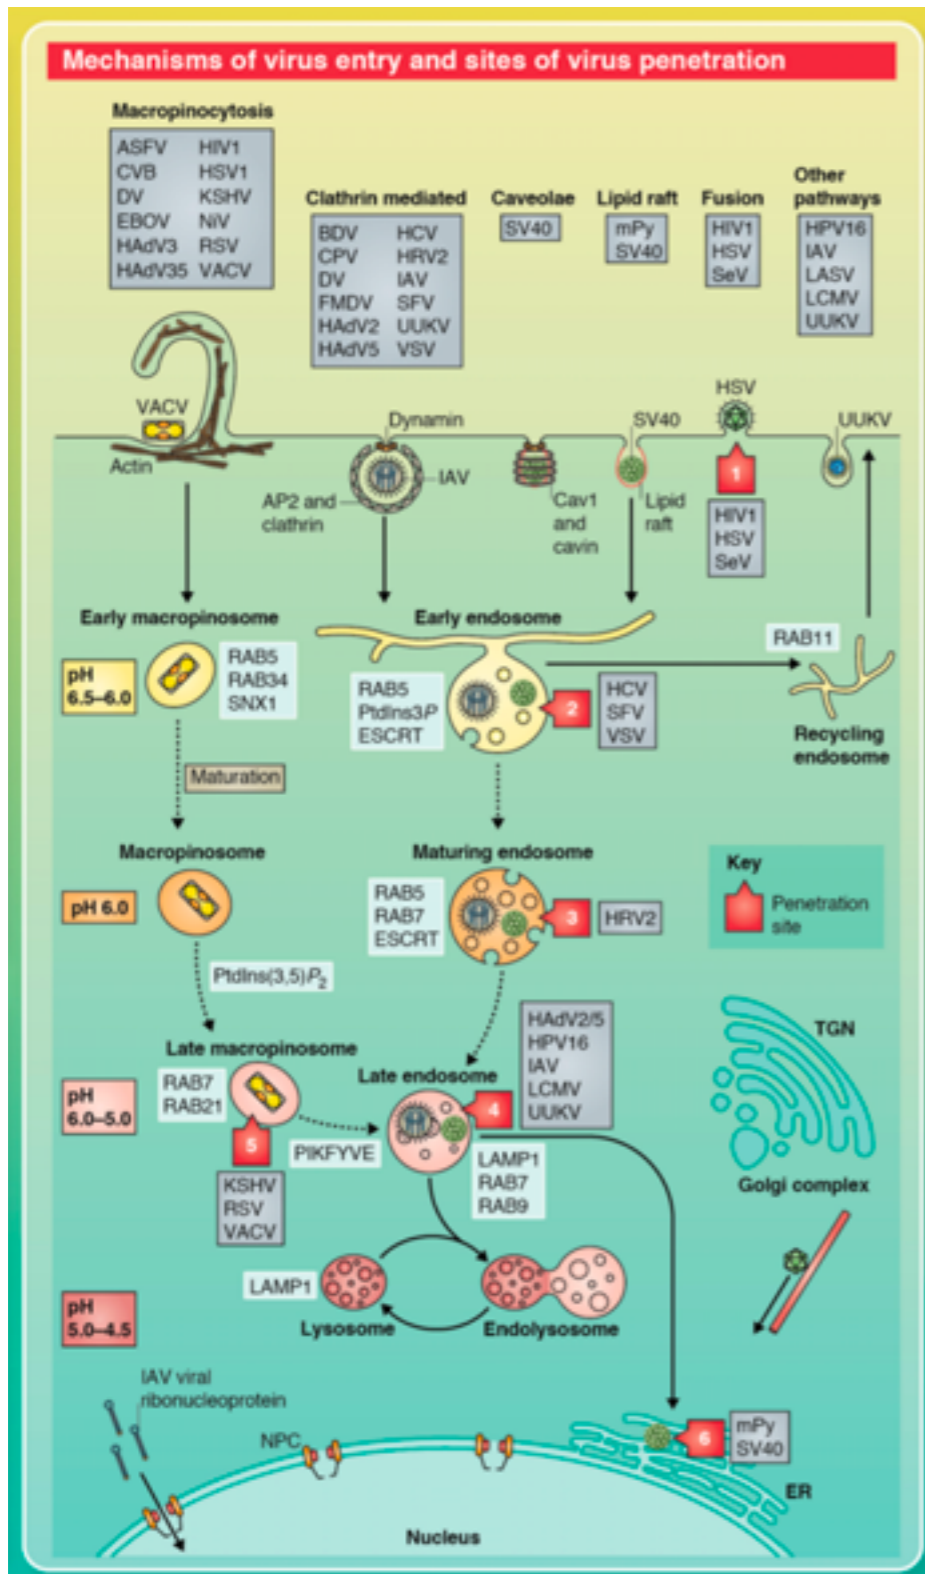 Mechanisms of virus entry and sites of virus penetration
Macropinocytosis
ASFV HIV1
CVB HSV1
DV KSHV
EBOV NiV
HAdV3 RSV
HAdV35 VACV
Clathrin mediated
BDV HCV
CPV HRV2
DV IAV
FMDV SFV
HAdV2 UUKV
HAdV5 VSV
Caveolae
SV40
Lipid raft
mPy
SV40
Fusion
HIV1
HSV
SeV
Other
pathways
HPV16
IAV
LASV
LCMV
UUKV
VACV
Actin
Dynamin
IAV
AP2 and
clathrin
Cav1
and
cavin
SV40
Lipid
raft
HSV
1
HIV1
HSV
SeV
UUKV
Early macropinosome
pH
6.5–6.0
RAB5
RAB34
SNX1
Early endosome
RAB5
PtdIns3P
ESCRT
2
HCV
SFV
VSV
RAB11
Recycling
endosome
Maturation
Macropinosome
pH 6.0
Maturing endosome
RAB5
RAB7
ESCRT
3
HRV2
Key
Penetration
site
PtdIns(3,5)P2
Late macropinosome
pH
6.0–5.0
RAB7
RAB21
5
KSHV
RSV
VACV
PIKFYVE
Late endosome
4
HAdV2/5
HPV16
IAV
LCMV
UUKV
LAMP1
RAB7
RAB9
TGN
Golgi complex
pH
5.0–4.5
LAMP1
Lysosome
Endolysosome
IAV viral
ribonucleoprotein
NPC
6
mPy
SV40
ER
Nucleus